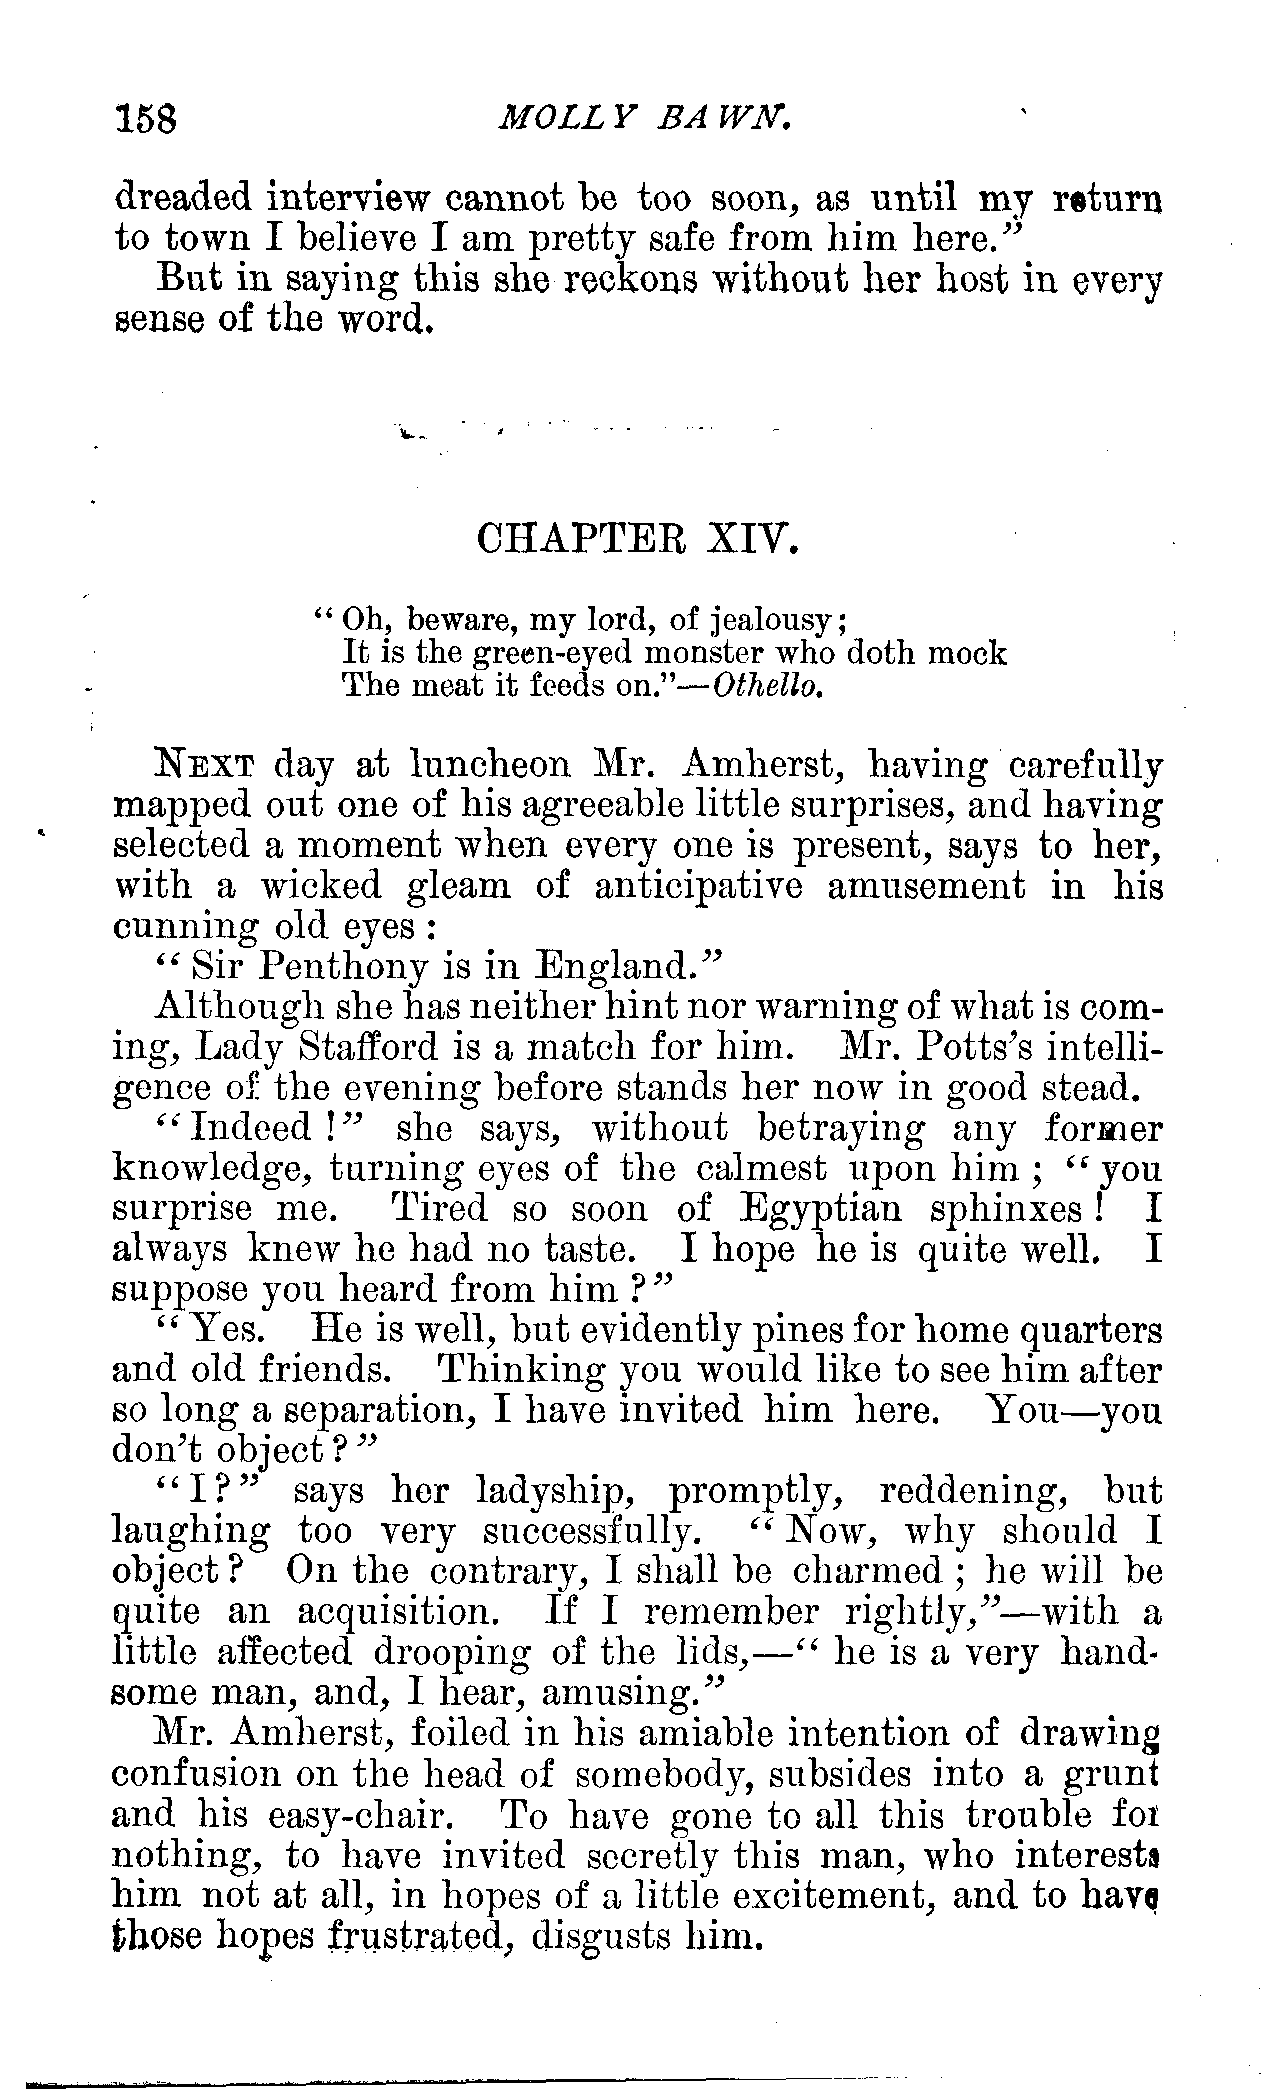 158 MOLLY BAWN.
dreaded interview cannot be too soon, as until my return
to town I believe I am pretty safe from him here."
But in saying this she reckons without her host in every
sense of the word.
CHAPTER XIV.
"Oh, beware, my lord, of jealousy;
It is the green-eyed monster who doth mock
The meat it feeds on."—Othello.
NEXT day at luncheon Mr. Amherst, having carefully
mapped out one of his agreeable little surprises, and having
selected a moment when every one is present, says to her,
with a wicked gleam of anticipative amusement in his
cunning old eyes:
"Sir Penthony is in England."
Although she has neither hint nor warning of what is com-
ing, Lady Stafford is a match for him. Mr. Potts's intelli-
gence of the evening before stands her now in good stead.
"Indeed!" she says, without betraying any former
knowledge, turning eyes of the calmest upon him; "you
surprise me. Tired so soon of Egyptian sphinxes! I
always knew he had no taste. I hope he is quite well. I
suppose you heard from him?"
"Yes. He is well, but evidently pines for home quarters
and old friends. Thinking you would like to see him after
so long a separation, I have invited him here. You—you
don't object?"
"I?" says her ladyship, promptly, reddening, but
laughing too very successfully. "Now, why should I
object? On the contrary, I shall be charmed; he will be
quite an acquisition. If I remember rightly,"—with a
little affected drooping of the lids,—"he is a very hand-
some man, and, I hear, amusing."
Mr. Amherst, foiled in his amiable intention of drawing
confusion on the head of somebody, subsides into a grunt
and his easy-chair. To have gone to all this trouble for
nothing, to have invited secretly this man, who interests
him not at all, in hopes of a little excitement, and to have
those hopes frustrated, disgusts him.